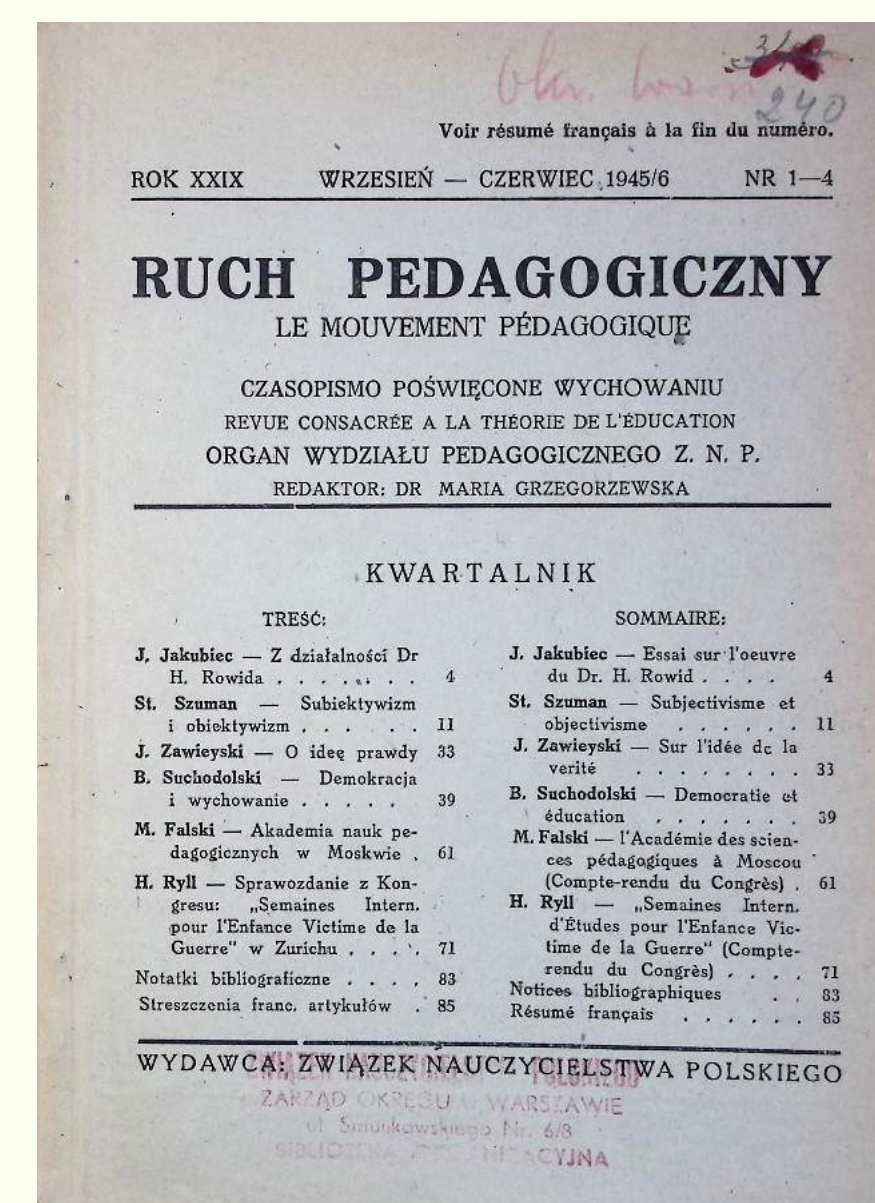 240
Voir résumé français à la fin du numéro.
ROK XXIX WRZESIEŃ — CZERWIEC 1945/6 NR 1—4
RUCH PEDAGOGICZNY
LE MOUVEMENT PÉDAGOGIQUE
CZASOPISMO POŚWIĘCONE WYCHOWANIU
REVUE CONSACRÉE A LA THÉORIE DE L'ÉDUCATION
ORGAN WYDZIAŁU PEDAGOGICZNEGO Z. N. P.
REDAKTOR: DR MARIA GRZEGORZEWSKA
KWARTALNIK
TREŚĆ:
J. Jakubiec — Z działalności Dr
H. Rowida . . . . . . . 4
St. Szuman — Subiektywizm
i obiektywizm . . . . . . 11
J. Zawieyski — O ideę prawdy 33
B. Suchodolski — Demokracja
i wychowanie . . . . . 39
M. Falski — Akademia nauk pe-
dagogicznych w Moskwie . 61
H. Ryll — Sprawozdanie z Kon-
gresu: „Semaines Intern.
pour l'Enfance Victime de la
Guerre" w Zurichu . . . . 71
Notatki bibliograficzne . . . . 83
Streszczenia franc. artykułów . 85
SOMMAIRE:
J. Jakubiec — Essai sur l'oeuvre
du Dr. H. Rowid . . . . 4
St. Szuman — Subjectivisme et
objectivisme . . . . . . 11
J. Zawieyski — Sur l'idée de la
verité . . . . . . . . 33
B. Suchodolski — Democratie et
éducation . . . . . . . 39
M. Falski — l'Académie des scien-
ces pédagogiques à Moscou
(Compte-rendu du Congrès) . 61
H. Ryll — „Semaines Intern.
d'Études pour l'Enfance Vic-
time de la Guerre" (Compte-
rendu du Congrès) . . . . 71
Notices bibliographiques . . 83
Résumé français . . . . . . 85
WYDAWCA: ZWIĄZEK NAUCZYCIELSTWA POLSKIEGO
ZARZĄD OKRĘGU WARSZAWIE
ul. Smulikowskiego Nr. 6/8